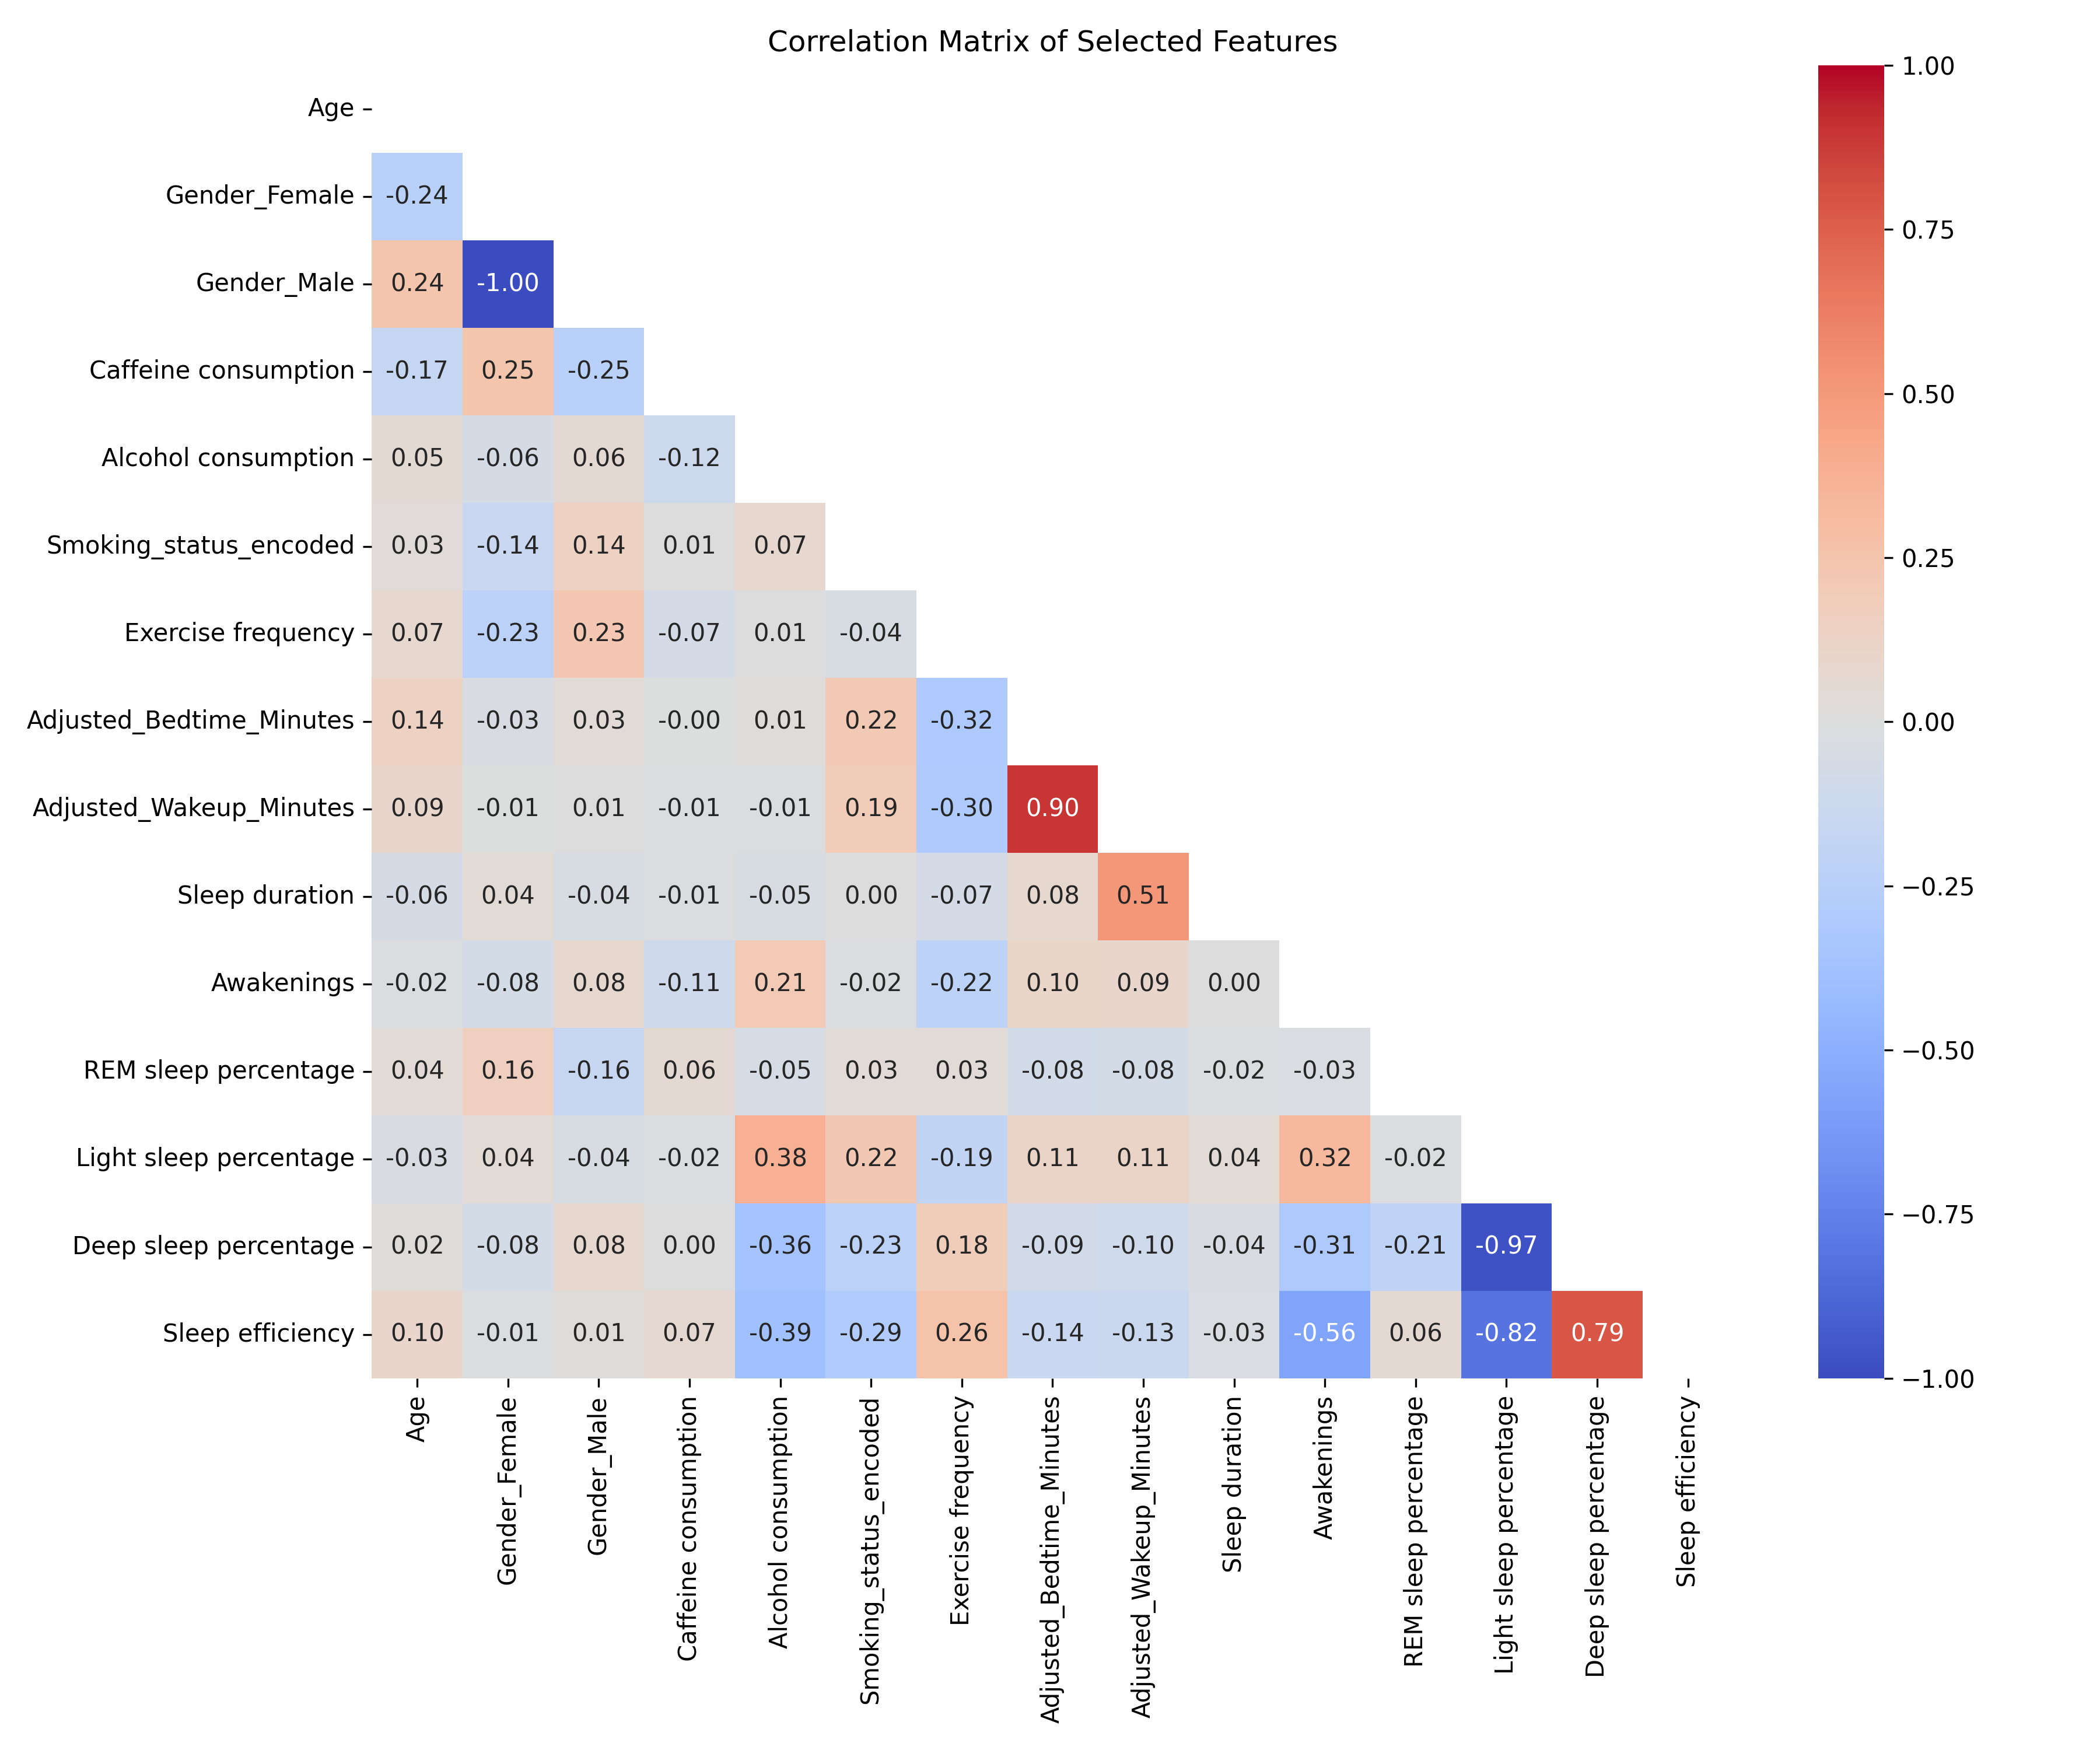 Correlation Matrix of Selected Features
Age
Gender_Female -0.24
Gender_Male 0.24 -1.00
Caffeine consumption -0.17 0.25 -0.25
Alcohol consumption 0.05 -0.06 0.06 -0.12
Smoking_status_encoded 0.03 -0.14 0.14 0.01 0.07
Exercise frequency 0.07 -0.23 0.23 -0.07 0.01 -0.04
Adjusted_Bedtime_Minutes 0.14 -0.03 0.03 -0.00 0.01 0.22 -0.32
Adjusted_Wakeup_Minutes 0.09 -0.01 0.01 -0.01 -0.01 0.19 -0.30 0.90
Sleep duration -0.06 0.04 -0.04 -0.01 -0.05 0.00 -0.07 0.08 0.51
Awakenings -0.02 -0.08 0.08 -0.11 0.21 -0.02 -0.22 0.10 0.09 0.00
REM sleep percentage 0.04 0.16 -0.16 0.06 -0.05 0.03 0.03 -0.08 -0.08 -0.02 -0.03
Light sleep percentage -0.03 0.04 -0.04 -0.02 0.38 0.22 -0.19 0.11 0.11 0.04 0.32 -0.02
Deep sleep percentage 0.02 -0.08 0.08 0.00 -0.36 -0.23 0.18 -0.09 -0.10 -0.04 -0.31 -0.21 -0.97
Sleep efficiency 0.10 -0.01 0.01 0.07 -0.39 -0.29 0.26 -0.14 -0.13 -0.03 -0.56 0.06 -0.82 0.79
Age
Gender_Female
Gender_Male
Caffeine consumption
Alcohol consumption
Smoking_status_encoded
Exercise frequency
Adjusted_Bedtime_Minutes
Adjusted_Wakeup_Minutes
Sleep duration
Awakenings
REM sleep percentage
Light sleep percentage
Deep sleep percentage
Sleep efficiency
1.00
0.75
0.50
0.25
0.00
−0.25
−0.50
−0.75
−1.00